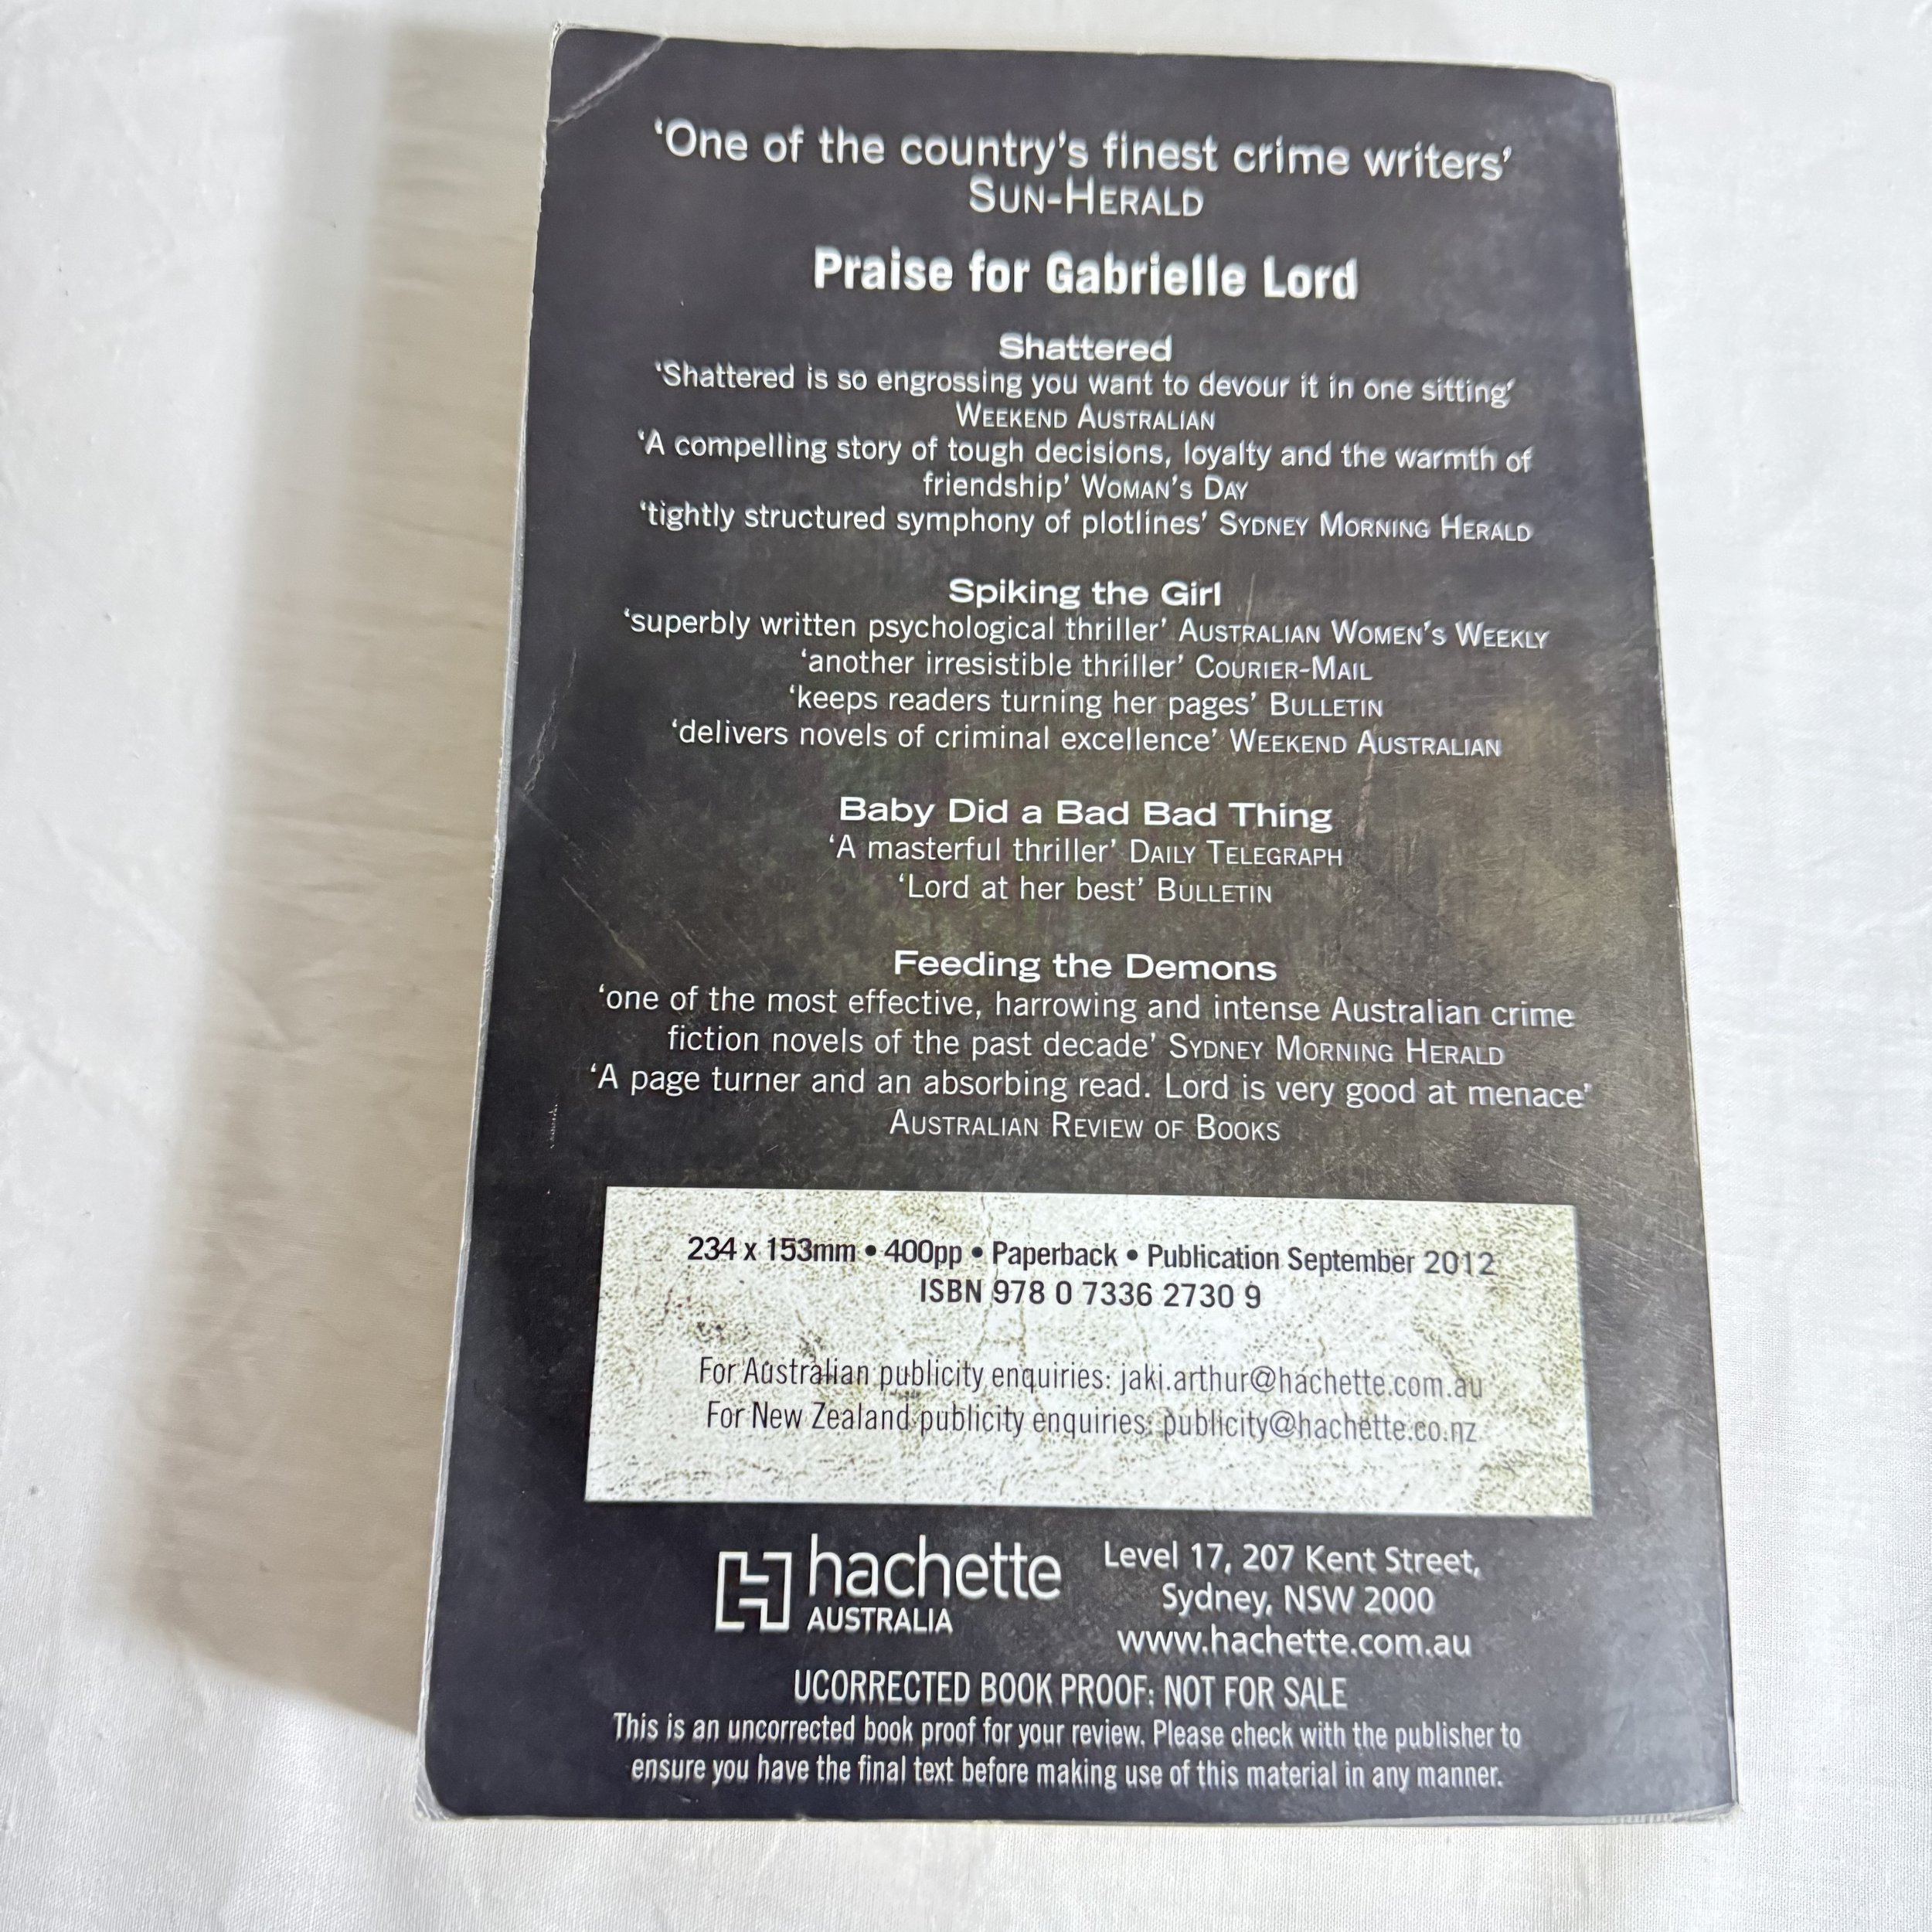 ‘One of the country’s finest crime writers’
SUN-HERALD
Praise for Gabrielle Lord
Shattered
‘Shattered is so engrossing you want to devour it in one sitting’
WEEKEND AUSTRALIAN
‘A compelling story of tough decisions, loyalty and the warmth of
friendship’ WOMAN’S DAY
‘tightly structured symphony of plotlines’ SYDNEY MORNING HERALD
Spiking the Girl
‘superbly written psychological thriller’ AUSTRALIAN WOMEN’S WEEKLY
‘another irresistible thriller’ COURIER-MAIL
‘keeps readers turning her pages’ BULLETIN
‘delivers novels of criminal excellence’ WEEKEND AUSTRALIAN
Baby Did a Bad Bad Thing
‘A masterful thriller’ DAILY TELEGRAPH
‘Lord at her best’ BULLETIN
Feeding the Demons
‘one of the most effective, harrowing and intense Australian crime
fiction novels of the past decade’ SYDNEY MORNING HERALD
‘A page turner and an absorbing read. Lord is very good at menace’
AUSTRALIAN REVIEW OF BOOKS
234 x 153mm • 400pp • Paperback • Publication September 2012
ISBN 978 0 7336 2730 9
For Australian publicity enquiries: jaki.arthur@hachette.com.au
For New Zealand publicity enquiries: publicity@hachette.co.nz
hachette
AUSTRALIA
Level 17, 207 Kent Street,
Sydney, NSW 2000
www.hachette.com.au
UCORRECTED BOOK PROOF: NOT FOR SALE
This is an uncorrected book proof for your review. Please check with the publisher to
ensure you have the final text before making use of this material in any manner.